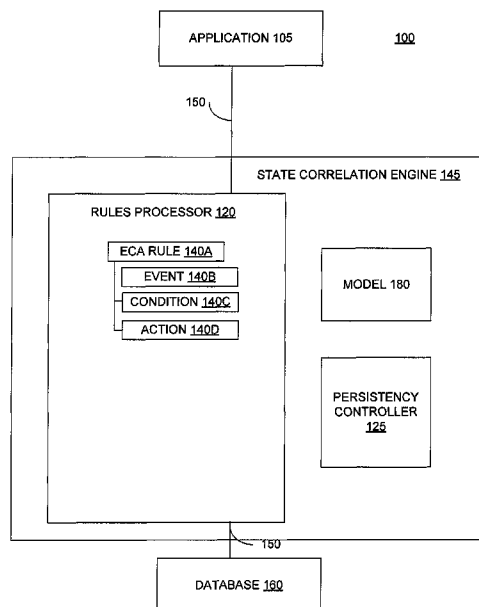 APPLICATION 105
100
150
STATE CORRELATION ENGINE 145
RULES PROCESSOR 120
ECA RULE 140A
EVENT 140B
CONDITION 140C
ACTION 140D
MODEL 180
PERSISTENCY
CONTROLLER
125
150
DATABASE 160